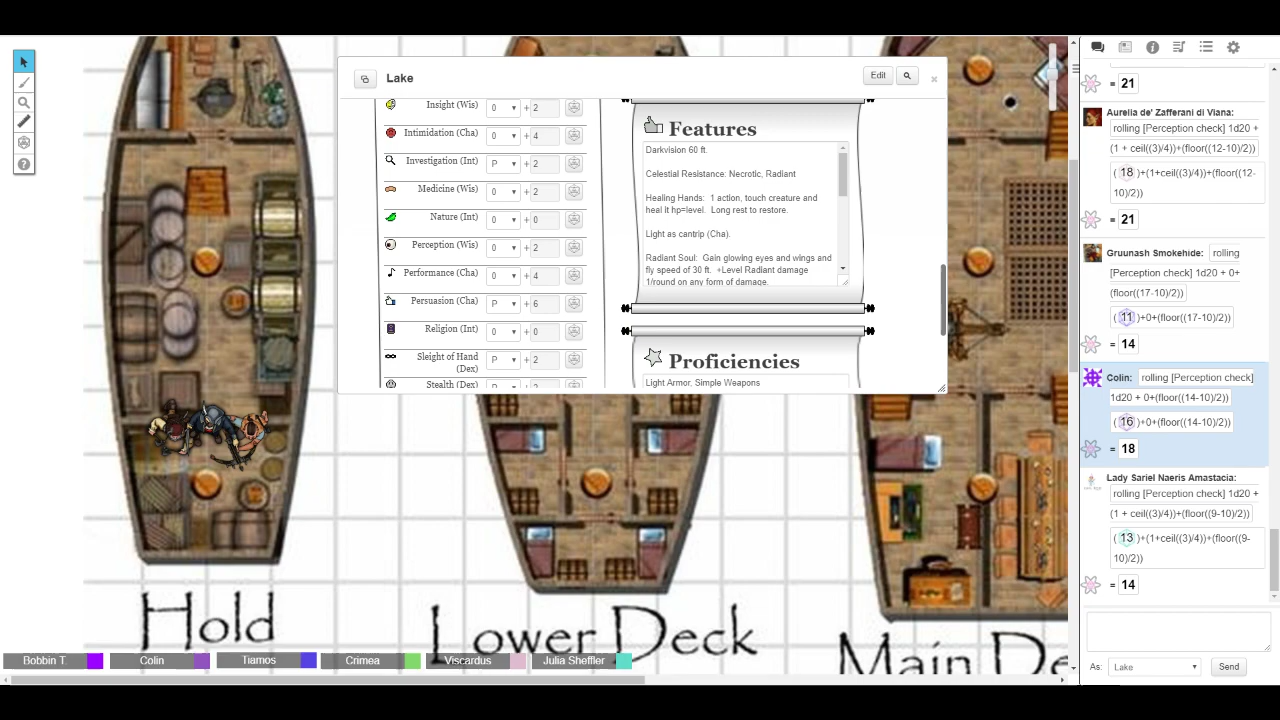 Lake
Edit
Insight (Wis) 0 + 2
Intimidation (Cha) 0 + 4
Investigation (Int) P + 2
Medicine (Wis) 0 + 2
Nature (Int) 0 + 0
Perception (Wis) 0 + 2
Performance (Cha) 0 + 4
Persuasion (Cha) P + 6
Religion (Int) 0 + 0
Sleight of Hand
(Dex) P + 2
Stealth (Dex)
Features
Darkvision 60 ft.
Celestial Resistance: Necrotic, Radiant
Healing Hands: 1 action, touch creature and
heal it hp=level. Long rest to restore.
Light as cantrip (Cha).
Radiant Soul: Gain glowing eyes and wings and
fly speed of 30 ft. +Level Radiant damage
1/round on any form of damage.
Proficiencies
Light Armor, Simple Weapons
Hold
Lower Deck
Main De
Bobbin T.
Colin
Tiamos
Crimea
Viscardus
Julia Sheffler
= 21
Aurelia de' Zafferani di Viana:
rolling [Perception check] 1d20 +
(1 + ceil((3)/4))+(floor((12-10)/2))
(18)+(1+ceil((3)/4))+(floor((12-
10)/2))
= 21
Gruunash Smokehide: rolling
[Perception check] 1d20 + 0+
(floor((17-10)/2))
(11)+0+(floor((17-10)/2))
= 14
Colin: rolling [Perception check]
1d20 + 0+(floor((14-10)/2))
(16)+0+(floor((14-10)/2))
= 18
Lady Sariel Naeris Amastacia:
rolling [Perception check] 1d20 +
(1 + ceil((3)/4))+(floor((9-10)/2))
(13)+(1+ceil((3)/4))+(floor((9-
10)/2))
= 14
As: Lake
Send